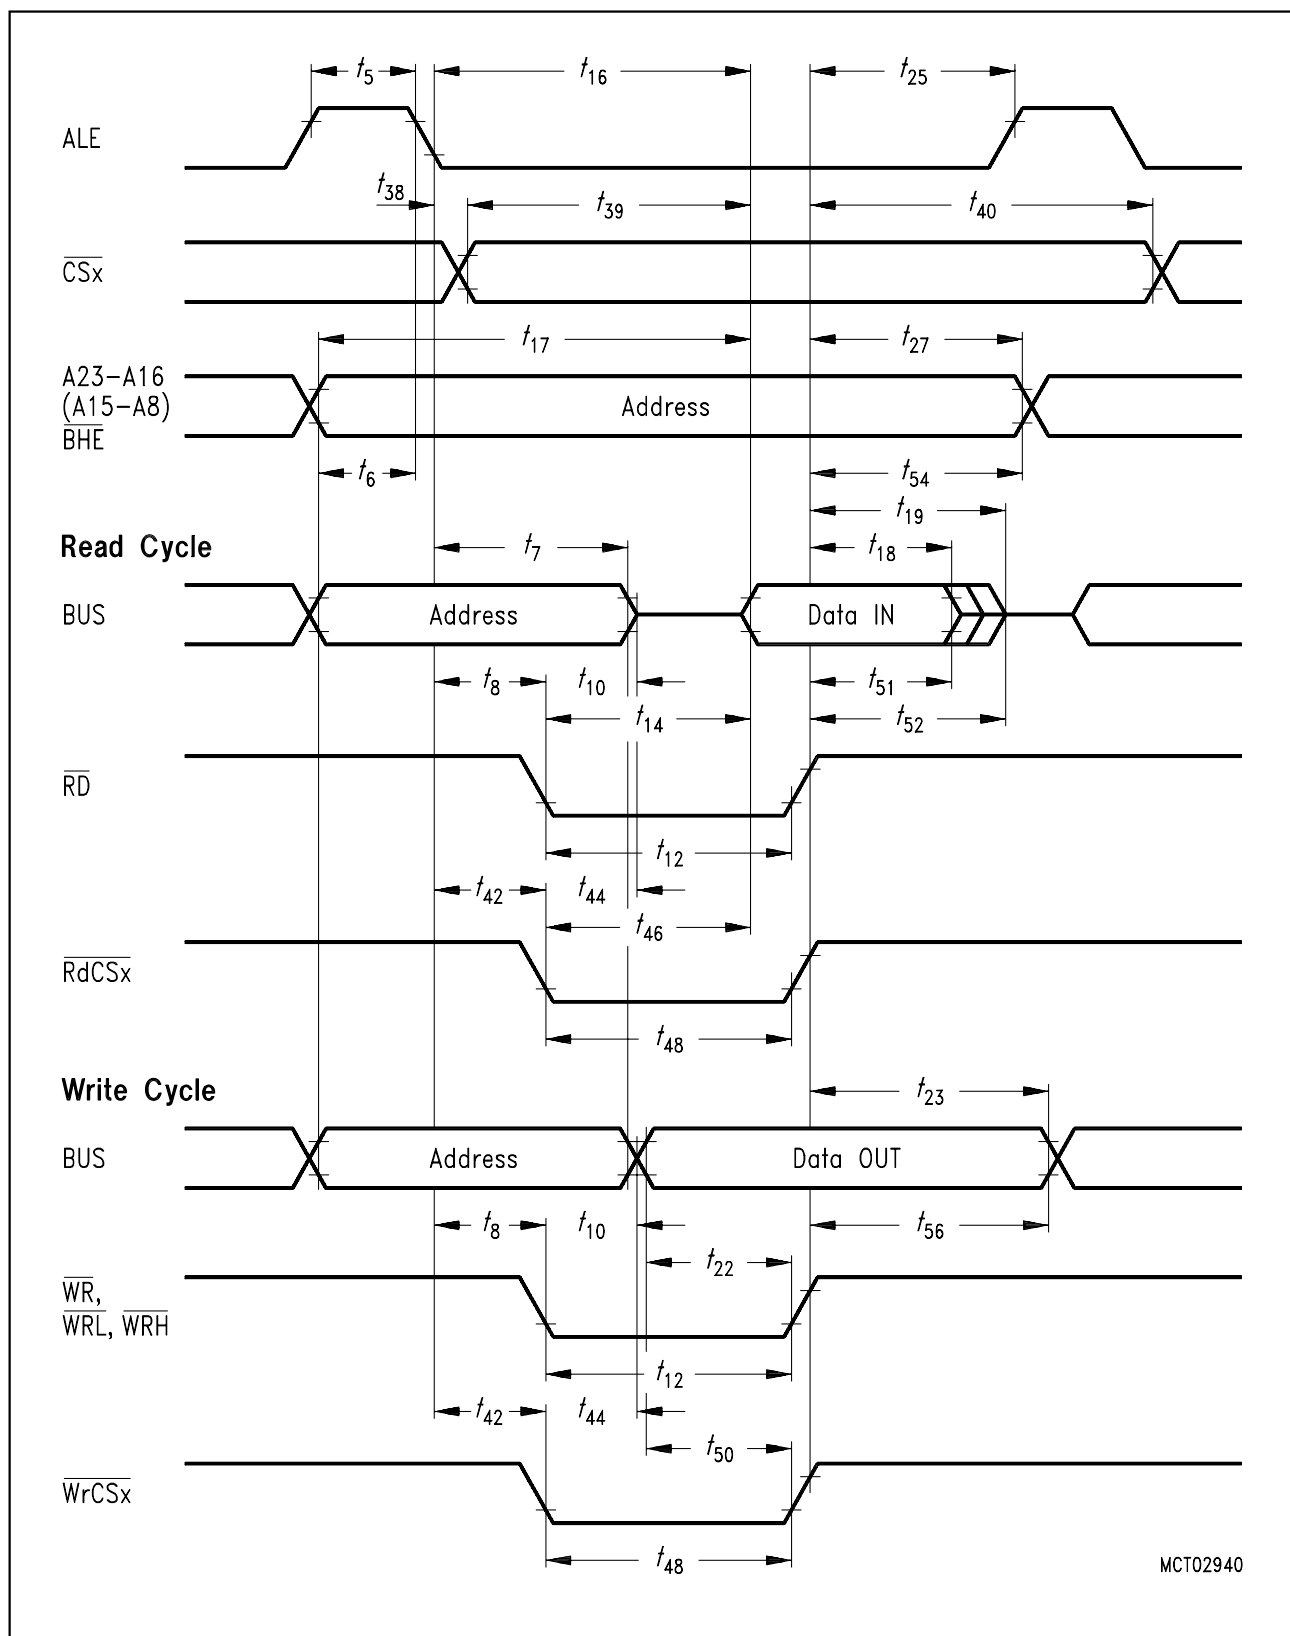 t5 t16 t25
ALE
t38 t39 t40
CSx
t17 t27
A23-A16
(A15-A8)
BHE
Address
t6 t54
t19
Read Cycle
t7 t18
BUS Address Data IN
t8 t10 t51
t14 t52
RD
t12
t42 t44
t46
RdCSx
t48
Write Cycle
t23
BUS Address Data OUT
t8 t10 t56
t22
WR,
WRL, WRH
t12
t42 t44
t50
WrCSx
t48
MCT02940